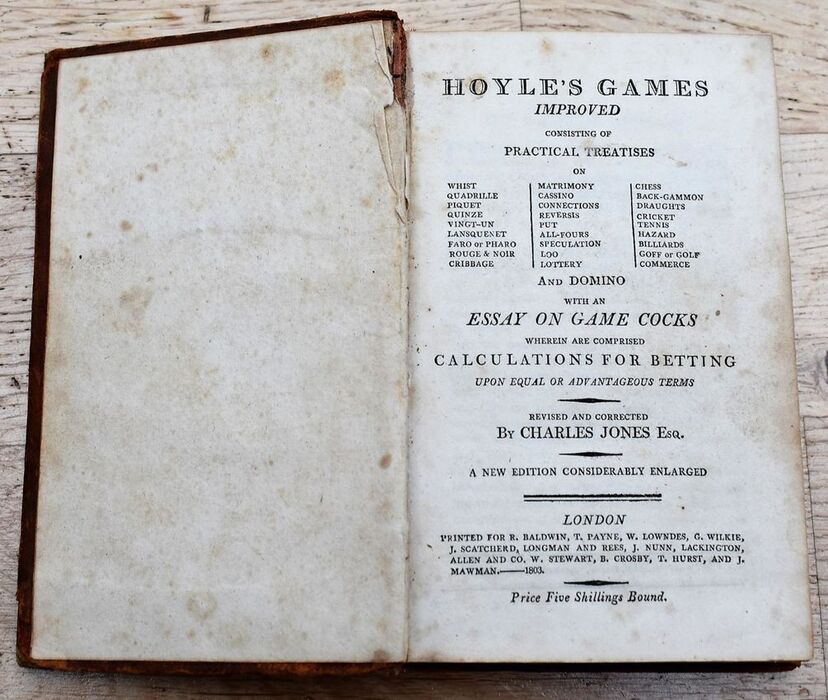 HOYLE'S GAMES
IMPROVED
CONSISTING OF
PRACTICAL TREATISES
ON
WHIST
QUADRILLE
PIQUET
QUINZE
VINGT-UN
LANSQUENET
FARO or PHARO
ROUGE & NOIR
CRIBBAGE
MATRIMONY
CASSINO
CONNECTIONS
REVERSIS
PUT
ALL-FOURS
SPECULATION
LOO
LOTTERY
CHESS
BACK-GAMMON
DRAUGHTS
CRICKET
TENNIS
HAZARD
BILLIARDS
GOFF or GOLF
COMMERCE
AND DOMINO
WITH AN
ESSAY ON GAME COCKS
WHEREIN ARE COMPRISED
CALCULATIONS FOR BETTING
UPON EQUAL OR ADVANTAGEOUS TERMS
REVISED AND CORRECTED
BY CHARLES JONES ESQ.
A NEW EDITION CONSIDERABLY ENLARGED
LONDON
PRINTED FOR R. BALDWIN, T. PAYNE, W. LOWNDES, G. WILKIE,
J. SCATCHERD, LONGMAN AND REES, J. NUNN, LACKINGTON,
ALLEN AND CO. W. STEWART, B. CROSBY, T. HURST, AND J.
MAWMAN.——1803.
Price Five Shillings Bound.